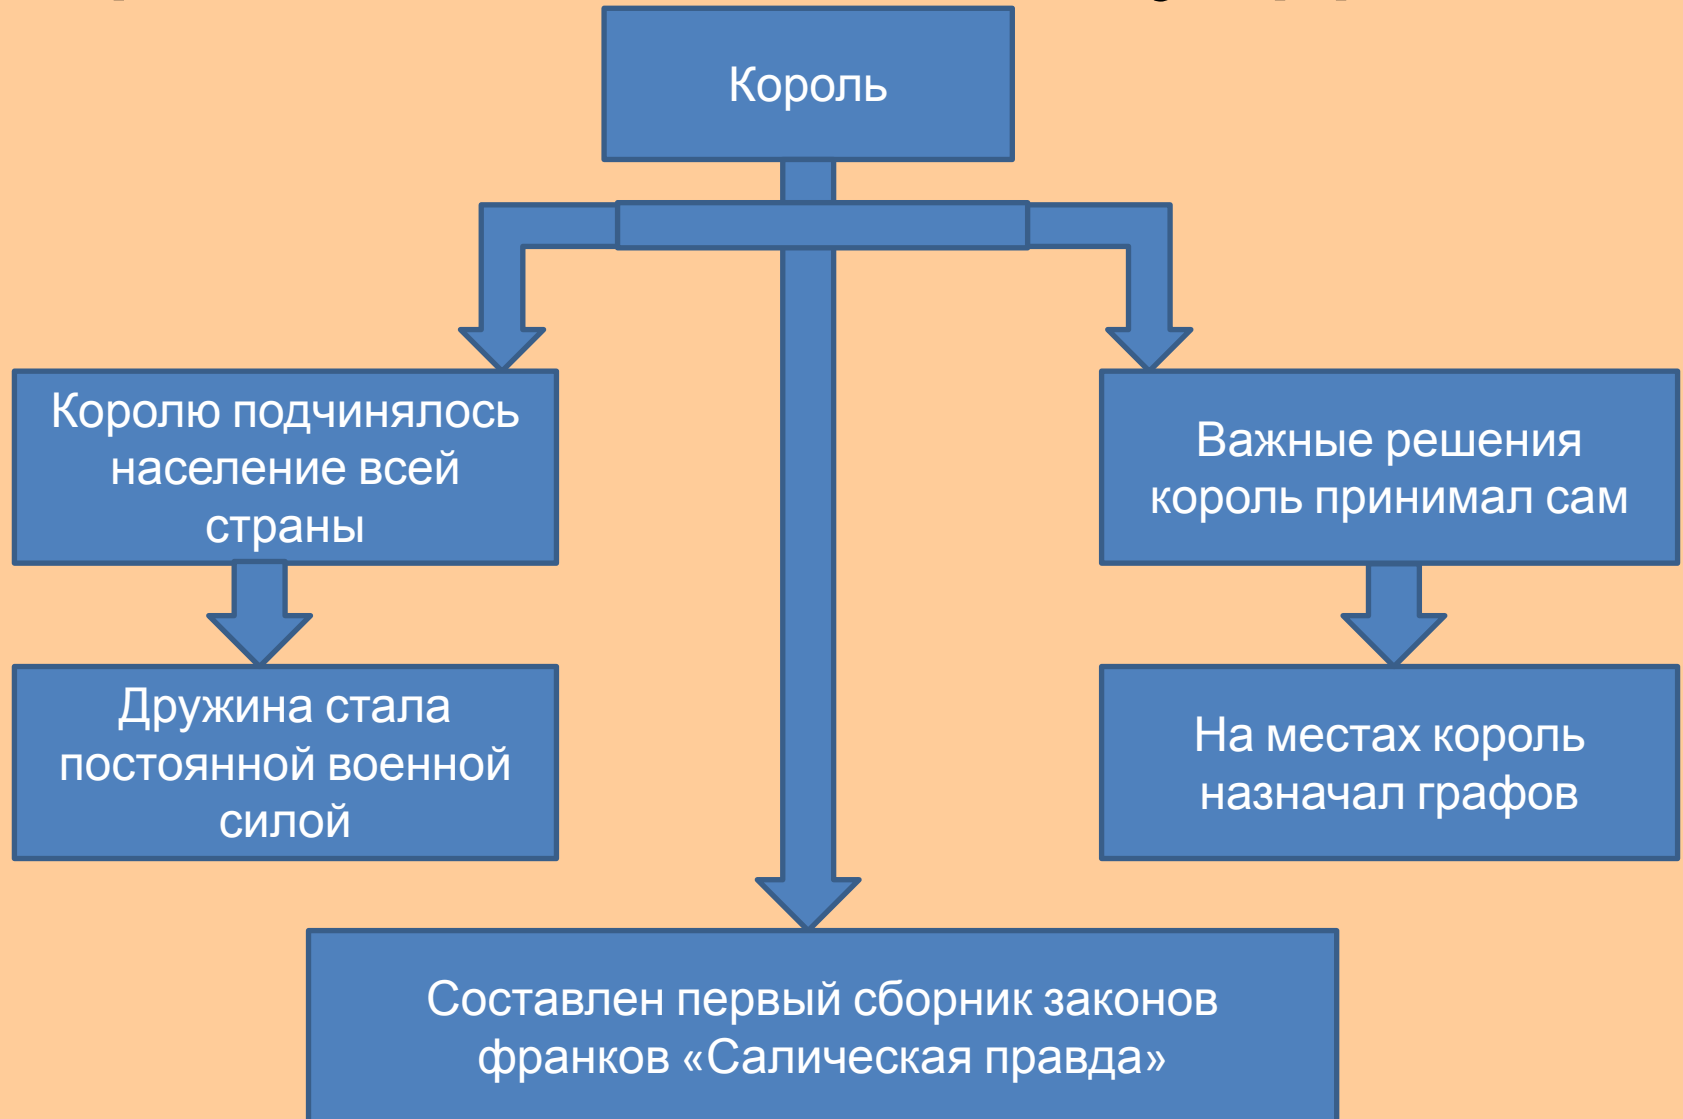 Король
Королю подчинялось
население всей
страны
Важные решения
король принимал сам
Дружина стала
постоянной военной
силой
На местах король
назначал графов
Составлен первый сборник законов
франков «Салическая правда»